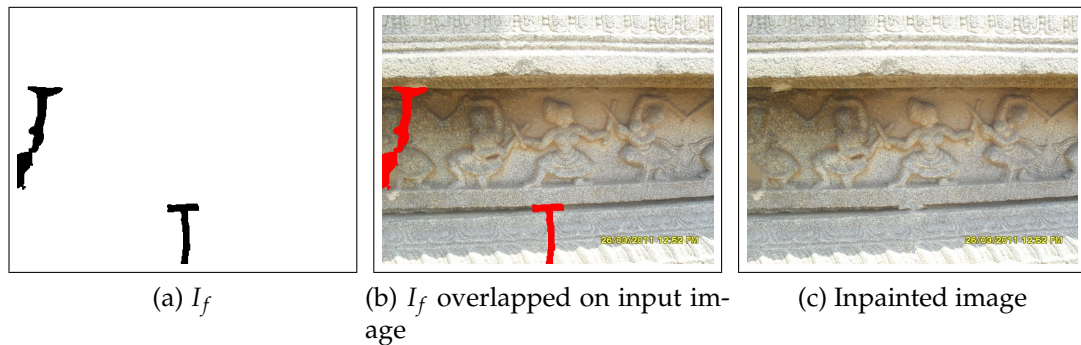 26/03/2011 12:52 PM
26/03/2011 12:52 PM
(a) I_f
(b) I_f overlapped on input im-
age
(c) Inpainted image